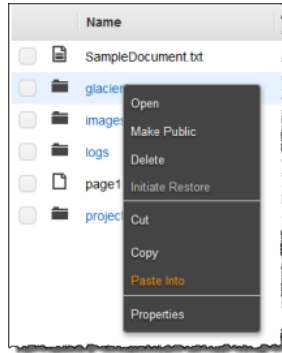 Name
SampleDocument.txt
glacier
images
logs
page1
project
Open
Make Public
Delete
Initiate Restore
Cut
Copy
Paste Into
Properties